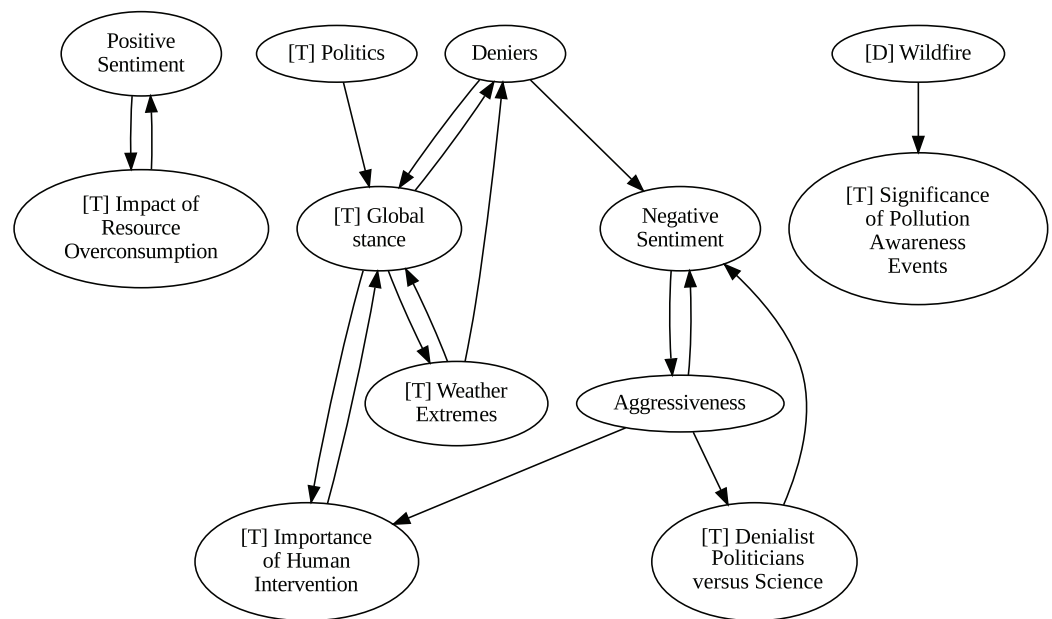 Positive
Sentiment
[T] Politics
Deniers
[D] Wildfire
[T] Impact of
Resource
Overconsumption
[T] Global
stance
Negative
Sentiment
[T] Significance
of Pollution
Awareness
Events
[T] Weather
Extremes
Aggressiveness
[T] Importance
of Human
Intervention
[T] Denialist
Politicians
versus Science